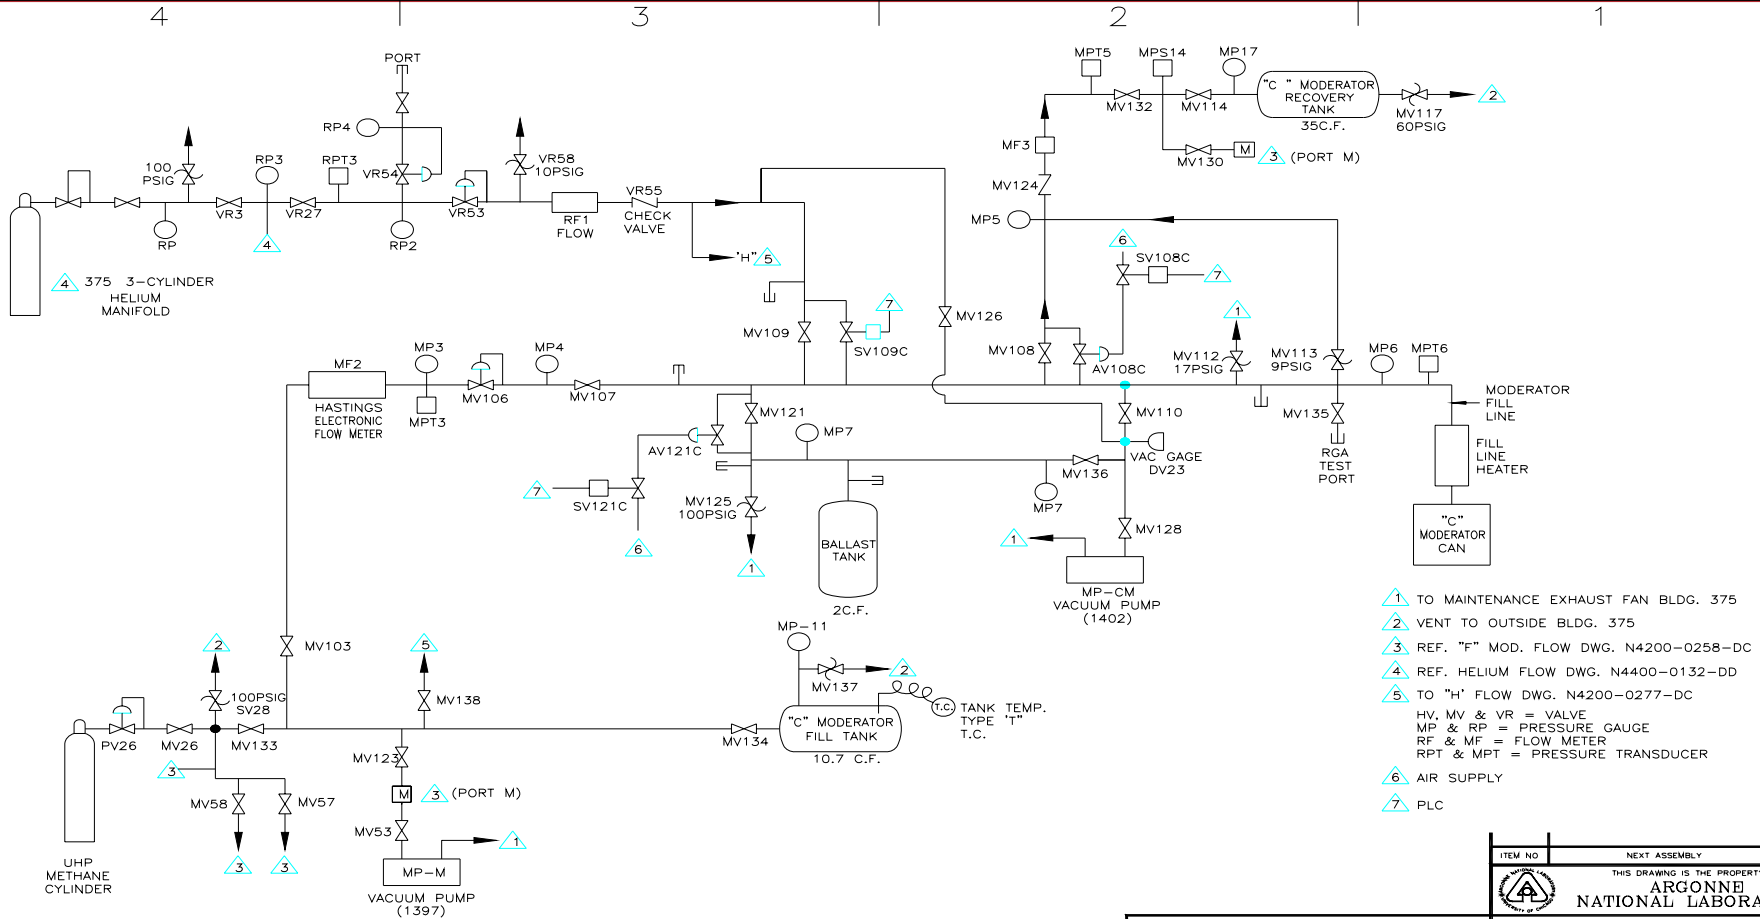 4
3
2
1
PORT
RP4
100
PSIG
RP3
RPT3
VR54
VR58
10PSIG
VR3
VR27
VR53
RP
RP2
4
RF1
FLOW
VR55
CHECK
VALVE
'H"
5
4
375 3-CYLINDER
HELIUM
MANIFOLD
MPT5
MPS14
MP17
MV132
MV114
"C " MODERATOR
RECOVERY
TANK
35C.F.
MV117
60PSIG
2
MF3
MV130
M
3
(PORT M)
MV124
MP5
6
SV108C
7
7
MV109
SV109C
MV126
MV108
AV108C
1
MV112
17PSIG
MV113
9PSIG
MP6
MPT6
MF2
HASTINGS
ELECTRONIC
FLOW METER
MP3
MPT3
MV106
MP4
MV107
MV121
AV121C
MP7
MV110
VAC GAGE
DV23
MV136
MP7
MV135
RGA
TEST
PORT
MODERATOR
FILL
LINE
FILL
LINE
HEATER
"C"
MODERATOR
CAN
7
SV121C
6
MV125
100PSIG
1
BALLAST
TANK
2C.F.
MV128
1
MP-CM
VACUUM PUMP
(1402)
MV103
2
100PSIG
SV28
5
MV138
MP-11
MV137
2
T.C.
TANK TEMP.
TYPE 'T"
T.C.
PV26
MV26
MV133
MV134
"C" MODERATOR
FILL TANK
10.7 C.F.
3
MV58
MV57
3
3
MV123
M
3
(PORT M)
MV53
1
MP-M
VACUUM PUMP
(1397)
UHP
METHANE
CYLINDER
1 TO MAINTENANCE EXHAUST FAN BLDG. 375
2 VENT TO OUTSIDE BLDG. 375
3 REF. "F" MOD. FLOW DWG. N4200-0258-DC
4 REF. HELIUM FLOW DWG. N4400-0132-DD
5 TO "H' FLOW DWG. N4200-0277-DC
HV, MV & VR = VALVE
MP & RP = PRESSURE GAUGE
RF & MF = FLOW METER
RPT & MPT = PRESSURE TRANSDUCER
6 AIR SUPPLY
7 PLC
ITEM NO
NEXT ASSEMBLY
THIS DRAWING IS THE PROPERT
ARGONNE
NATIONAL LABORA